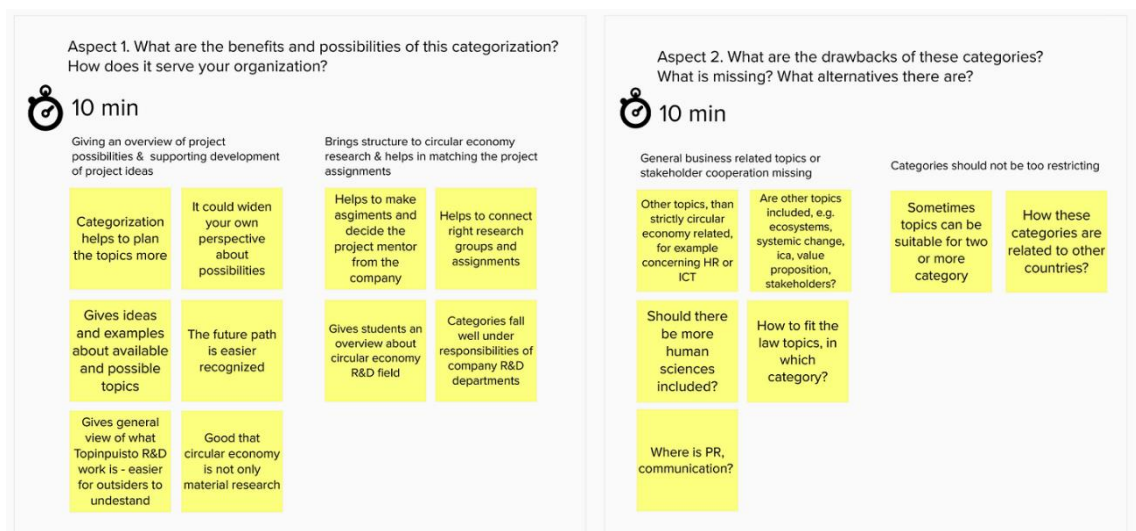 Aspect 1. What are the benefits and possibilities of this categorization?
How does it serve your organization?
10 min
Giving an overview of project
possibilities & supporting development
of project ideas
Categorization
helps to plan
the topics more
It could widen
your own
perspective
about
possibilities
Gives ideas
and examples
about available
and possible
topics
The future path
is easier
recognized
Gives general
view of what
Topinpuisto R&D
work is - easier
for outsiders to
undestand
Good that
circular economy
is not only
material research
Brings structure to circular economy
research & helps in matching the project
assignments
Helps to make
asgiments and
decide the
project mentor
from the
company
Helps to connect
right research
groups and
assignments
Gives students an
overview about
circular economy
R&D field
Categories fall
well under
responsibilities of
company R&D
departments
Aspect 2. What are the drawbacks of these categories?
What is missing? What alternatives there are?
10 min
General business related topics or
stakeholder cooperation missing
Other topics, than
strictly circular
economy related,
for example
concerning HR or
ICT
Are other topics
included, e.g.
ecosystems,
systemic change,
ica, value
proposition,
stakeholders?
Should there
be more
human
sciences
included?
How to fit the
law topics, in
which
category?
Where is PR,
communication?
Categories should not be too restricting
Sometimes
topics can be
suitable for two
or more
category
How these
categories are
related to other
countries?